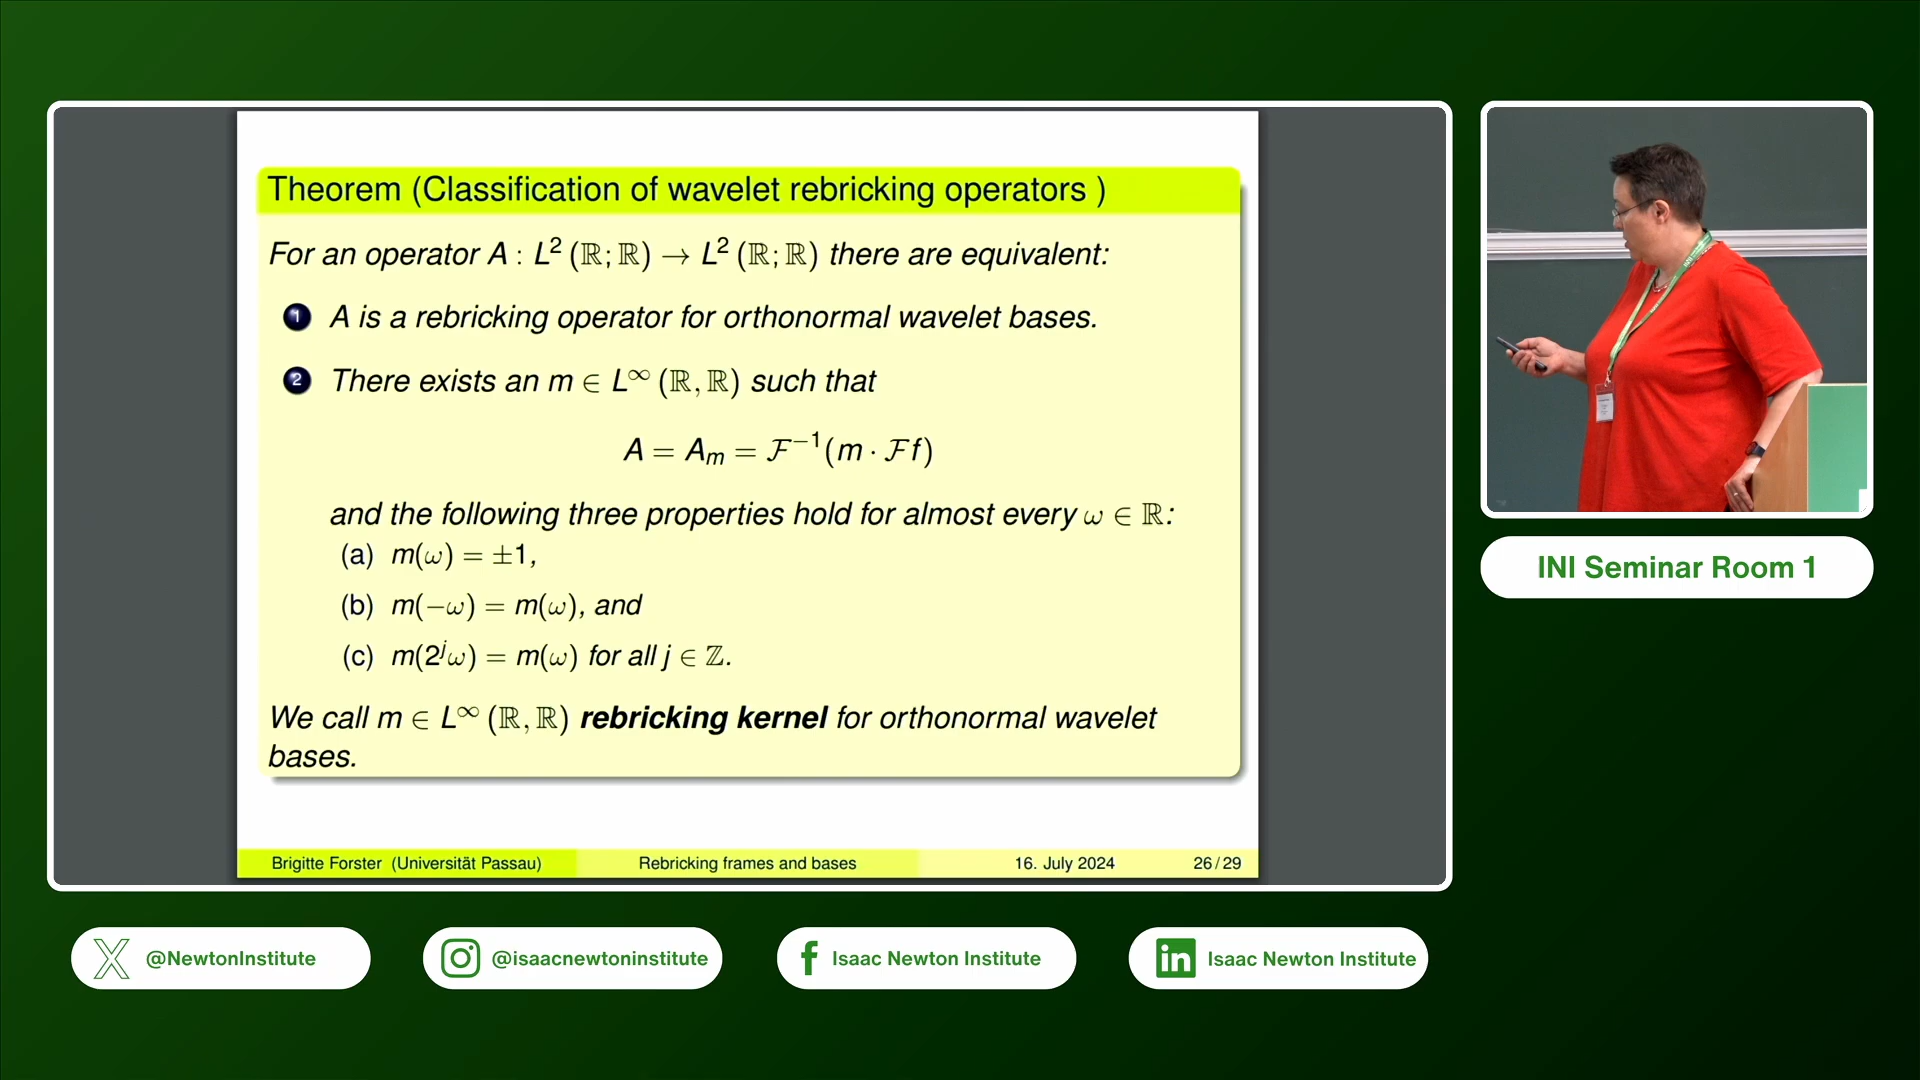 Theorem (Classification of wavelet rebricking operators )
For an operator A : L² (ℝ; ℝ) → L² (ℝ; ℝ) there are equivalent:
1 A is a rebricking operator for orthonormal wavelet bases.
2 There exists an m ∈ L^∞ (ℝ, ℝ) such that
A = A_m = ℱ⁻¹(m · ℱf)
and the following three properties hold for almost every ω ∈ ℝ:
(a) m(ω) = ±1,
(b) m(−ω) = m(ω), and
(c) m(2^j ω) = m(ω) for all j ∈ ℤ.
We call m ∈ L^∞ (ℝ, ℝ) rebricking kernel for orthonormal wavelet
bases.
Brigitte Forster (Universität Passau) Rebricking frames and bases 16. July 2024 26 / 29
INI Seminar Room 1
@NewtonInstitute @isaacnewtoninstitute Isaac Newton Institute Isaac Newton Institute